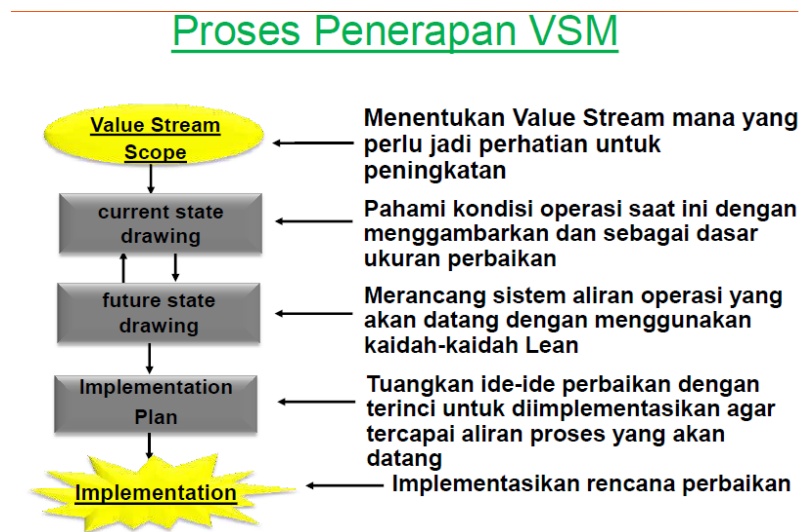 Proses Penerapan VSM
Value Stream
Scope
Menentukan Value Stream mana yang
perlu jadi perhatian untuk
peningkatan
current state
drawing
Pahami kondisi operasi saat ini dengan
menggambarkan dan sebagai dasar
ukuran perbaikan
future state
drawing
Merancang sistem aliran operasi yang
akan datang dengan menggunakan
kaidah-kaidah Lean
Implementation
Plan
Tuangkan ide-ide perbaikan dengan
terinci untuk diimplementasikan agar
tercapai aliran proses yang akan
datang
Implementation
Implementasikan rencana perbaikan